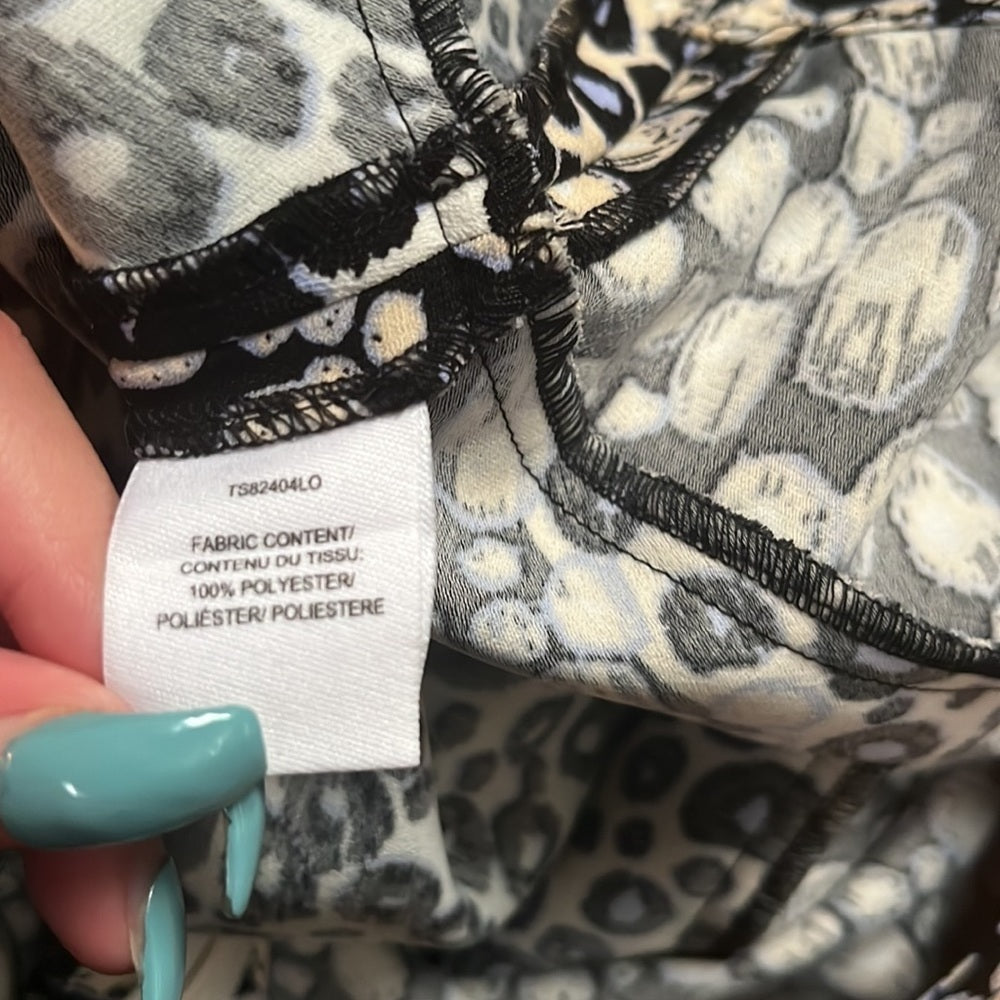 TS82404LO
FABRIC CONTENT/
CONTENU DU TISSU:
100% POLYESTER/
POLIÉSTER/ POLIESTERE